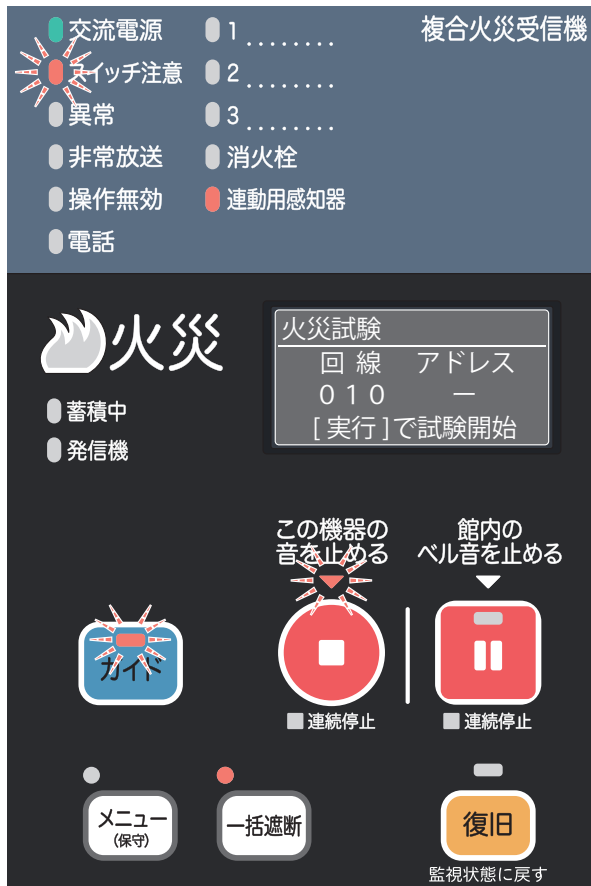 複合火災受信機
交流電源
1 ........
スイッチ注意
2 ........
異常
3 ........
非常放送
消火栓
操作無効
連動用感知器
電話
火災
蓄積中
発信機
火災試験
回線 アドレス
010 ー
[実行]で試験開始
この機器の
音を止める
館内の
ベル音を止める
ガイド
連続停止
連続停止
メニュー
(保守)
一括遮断
復旧
監視状態に戻す